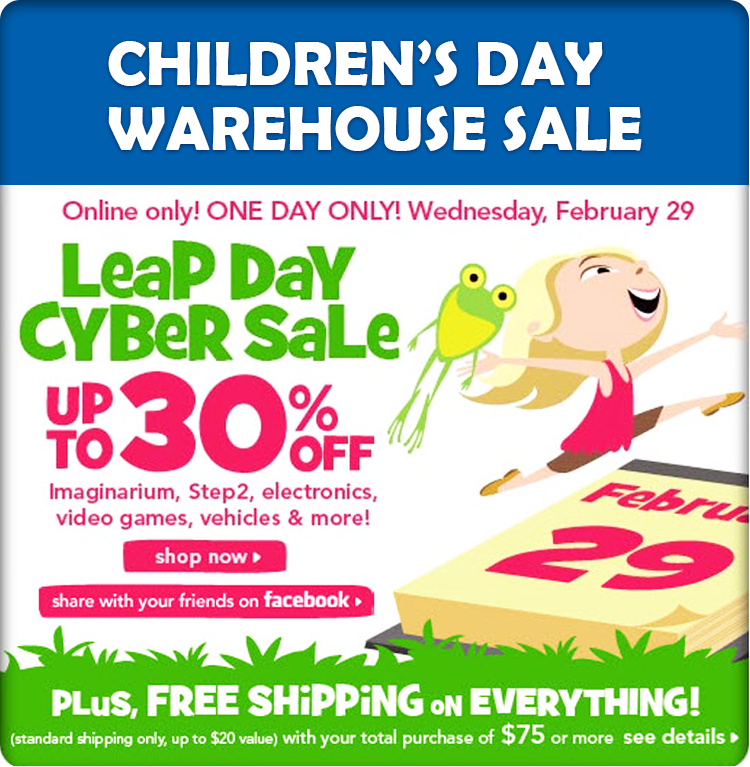 CHILDREN'S DAY
WAREHOUSE SALE
Online only! ONE DAY ONLY! Wednesday, February 29
LeaP DaY
CYBeR SaLe
UP TO 30% OFF
Imaginarium, Step2, electronics,
video games, vehicles & more!
shop now
share with your friends on facebook
Februa
29
PLuS, FREE SHiPPiNG oN EVERYTHING!
(standard shipping only, up to $20 value) with your total purchase of $75 or more see details